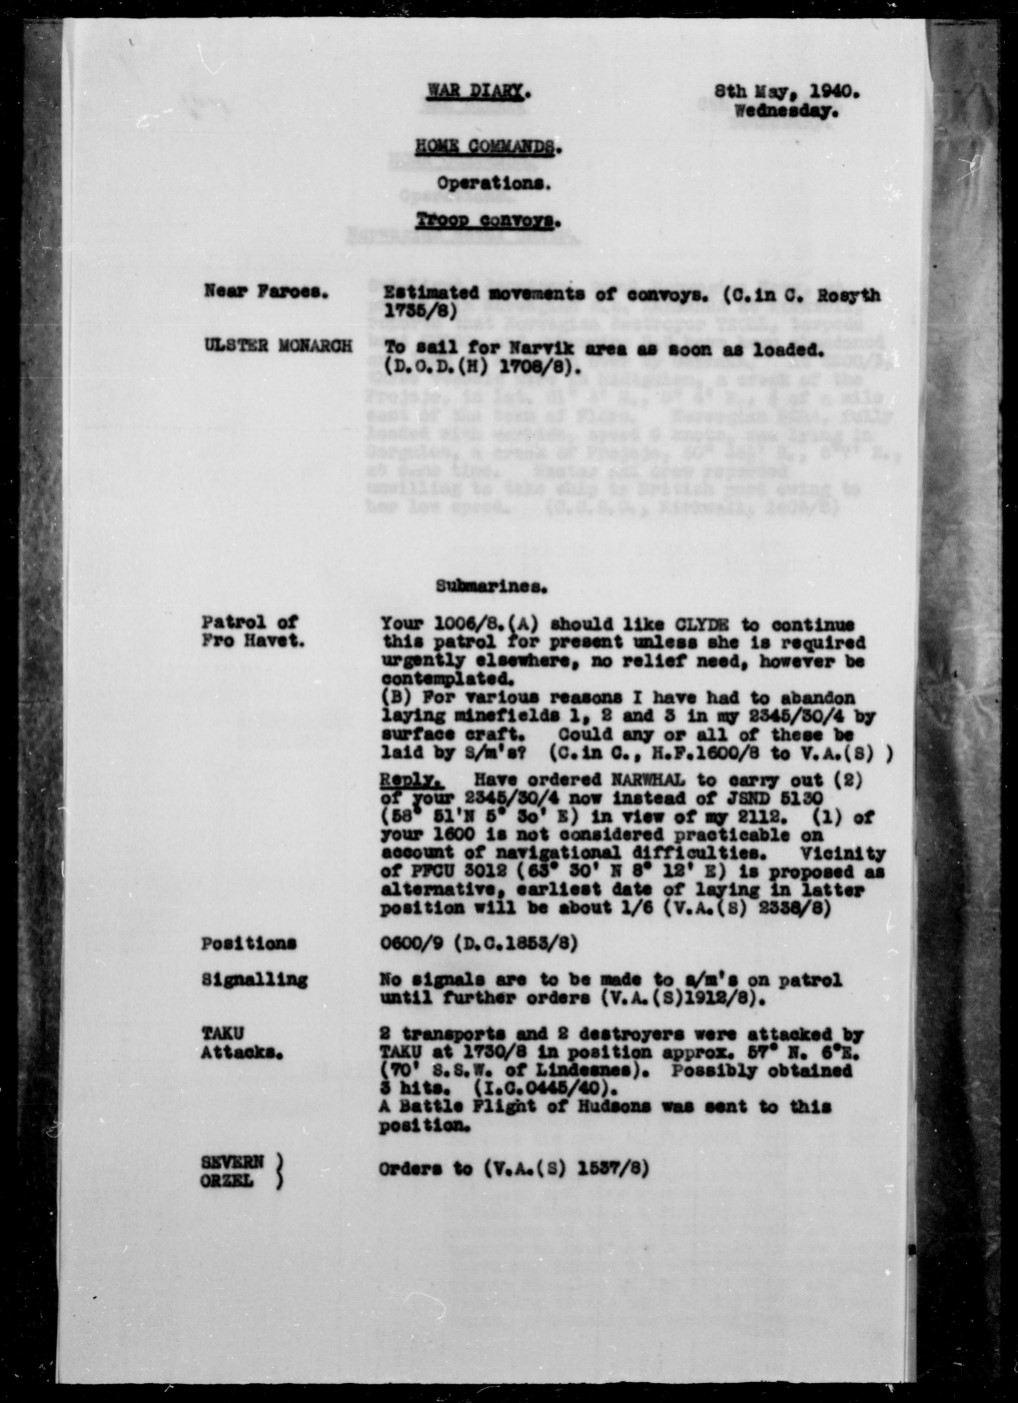 WAR DIARY.
8th May, 1940.
Wednesday.
HOME COMMANDS.
Operations.
Troop convoys.
Near Faroes.
Estimated movements of convoys. (C.in C. Rosyth
1735/8)
ULSTER MONARCH
To sail for Narvik area as soon as loaded.
(D.O.D.(H) 1708/8).
Submarines.
Patrol of
Fro Havet.
Your 1006/8.(A) should like CLYDE to continue
this patrol for present unless she is required
urgently elsewhere, no relief need, however be
contemplated.
(B) For various reasons I have had to abandon
laying minefields 1, 2 and 3 in my 2345/30/4 by
surface craft. Could any or all of these be
laid by S/m's? (C.in C., H.F.1600/8 to V.A.(S) )
Reply. Have ordered NARWHAL to carry out (2)
of your 2345/30/4 now instead of JSND 5130
(58° 51'N 5° 30' E) in view of my 2112. (1) of
your 1600 is not considered practicable on
account of navigational difficulties. Vicinity
of PFCU 3012 (63° 30' N 8° 12' E) is proposed as
alternative, earliest date of laying in latter
position will be about 1/6 (V.A.(S) 2338/8)
Positions
0600/9 (D.C.1853/8)
Signalling
No signals are to be made to s/m's on patrol
until further orders (V.A.(S)1912/8).
TAKU
Attacks.
2 transports and 2 destroyers were attacked by
TAKU at 1730/8 in position approx. 57° N. 6°E.
(70' S.S.W. of Lindesnes). Possibly obtained
3 hits. (I.C.0445/40).
A Battle Flight of Hudsons was sent to this
position.
SEVERN )
ORZEL )
Orders to (V.A.(S) 1537/8)